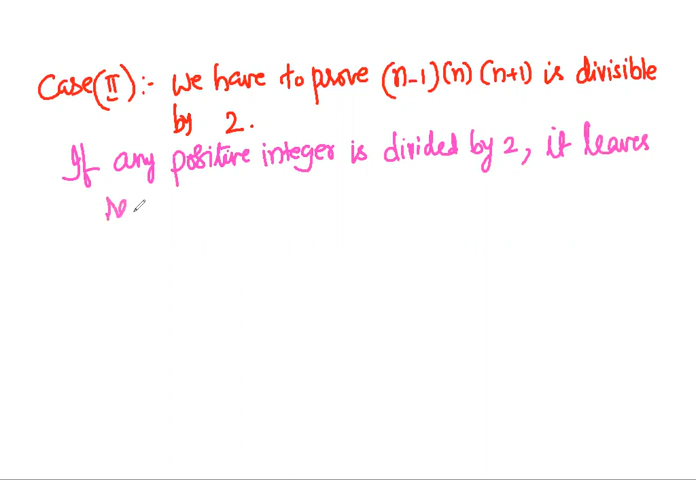 Case(II):- We have to prove (n-1)(n)(n+1) is divisible
by 2.
If any positive integer is divided by 2, it leaves